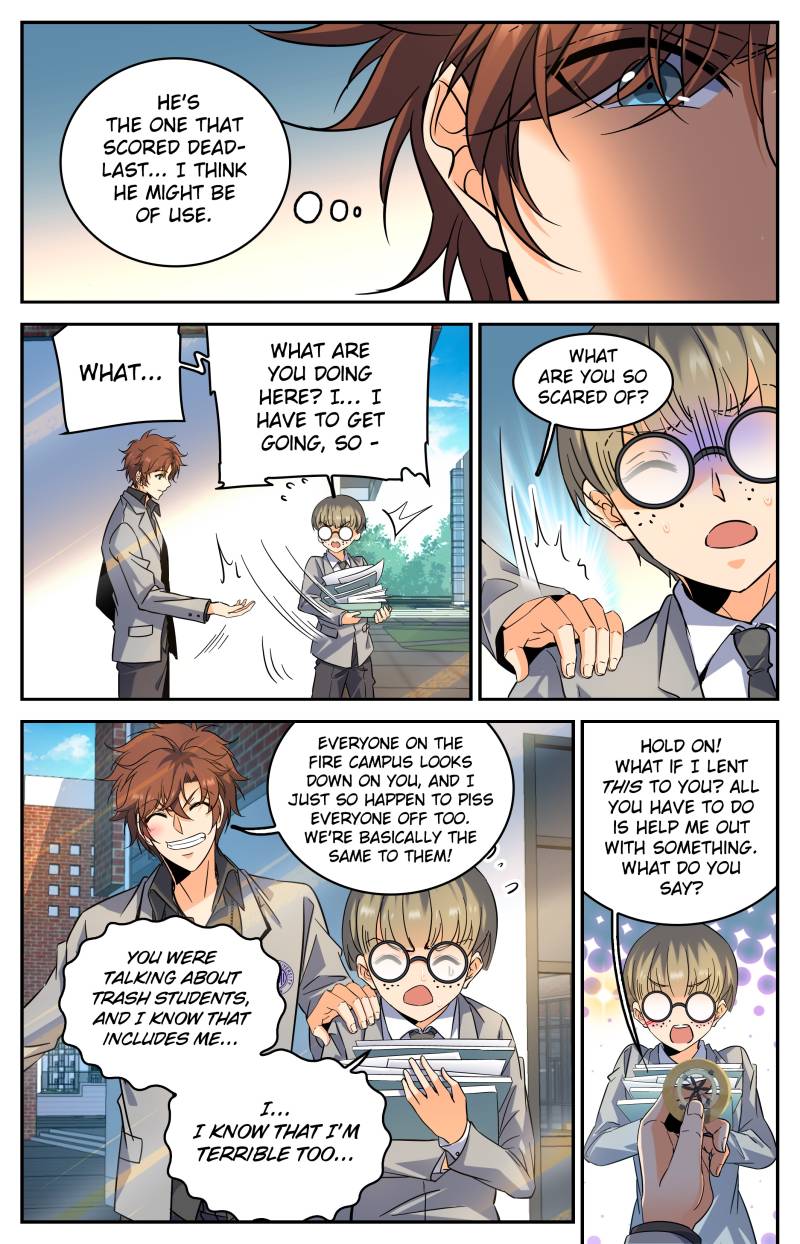 HE'S
THE ONE THAT
SCORED DEAD-
LAST... I THINK
HE MIGHT BE
OF USE.
WHAT...
WHAT ARE
YOU DOING
HERE? I... I
HAVE TO GET
GOING, SO -
WHAT
ARE YOU SO
SCARED OF?
EVERYONE ON THE
FIRE CAMPUS LOOKS
DOWN ON YOU, AND I
JUST SO HAPPEN TO PISS
EVERYONE OFF TOO.
WE'RE BASICALLY THE
SAME TO THEM!
YOU WERE
TALKING ABOUT
TRASH STUDENTS,
AND I KNOW THAT
INCLUDES ME...
I...
I KNOW THAT I'M
TERRIBLE TOO...
HOLD ON!
WHAT IF I LENT
THIS TO YOU? ALL
YOU HAVE TO DO
IS HELP ME OUT
WITH SOMETHING.
WHAT DO YOU
SAY?